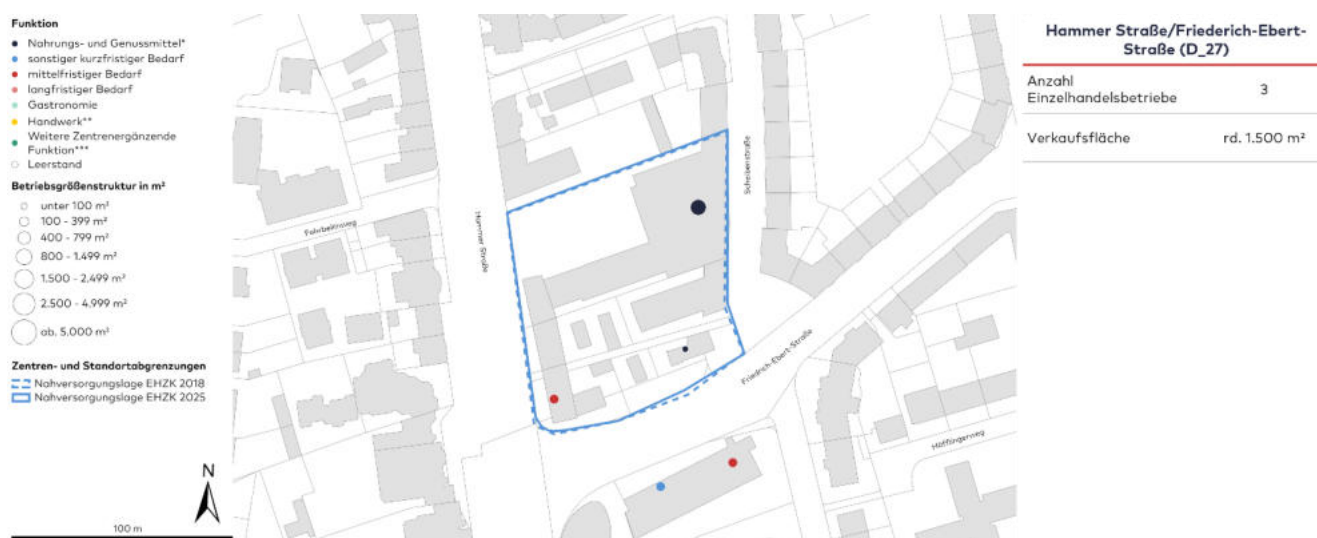 Funktion
Nahrungs- und Genussmittel*
sonstiger kurzfristiger Bedarf
mittelfristiger Bedarf
langfristiger Bedarf
Gastronomie
Handwerk**
Weitere Zentrenergänzende
Funktion***
Leerstand
Betriebsgrößenstruktur in m²
unter 100 m²
100 - 399 m²
400 - 799 m²
800 - 1.499 m²
1.500 - 2.499 m²
2.500 - 4.999 m²
ab. 5.000 m²
Zentren- und Standortabgrenzungen
Nahversorgungslage EHZK 2018
Nahversorgungslage EHZK 2025
N
100 m
Hammer Straße
Scheibenstraße
Friedrich-Ebert-Straße
Höfflingerweg
Hammer Straße/Friederich-Ebert-
Straße (D_27)
Anzahl
Einzelhandelsbetriebe 3
Verkaufsfläche rd. 1.500 m²